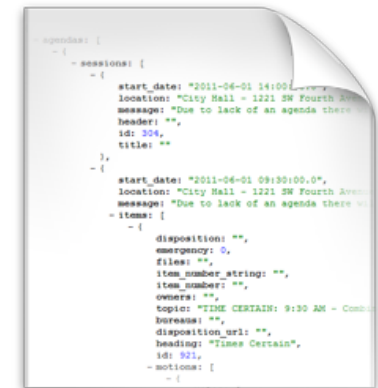 - agendas: [
- {
- sessions: [
- {
start_date: "2011-06-01 14:00
location: "City Hall - 1221 SW Fourth
message: "Due to lack of an agenda there
header: "",
id: 304,
title: ""
},
- {
start_date: "2011-06-01 09:30:00.0",
location: "City Hall - 1221 SW Fourth
message: "Due to lack of an agenda there
- items: [
- {
disposition: "",
emergency: 0,
files: "",
item_number_string: "",
item_number: "",
owners: "",
topic: "TIME CERTAIN: 9:30 AM -
bureaus: "",
disposition_url: "",
heading: "Times Certain",
id: 921,
- motions: [
- {